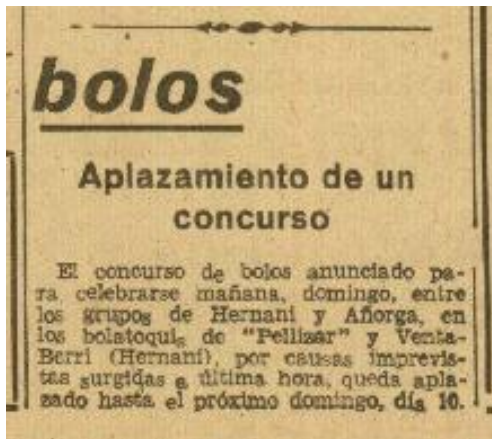 bolos
Aplazamiento de un
concurso
El concurso de bolos anunciado pa-
ra celebrarse mañana, domingo, entre
los grupos de Hernani y Añorga, en
los bolatoquis de "Pellizar" y Venta-
Berri (Hernani), por causas imprevis-
tas surgidas a última hora, queda apla-
zado hasta el próximo domingo, día 10.